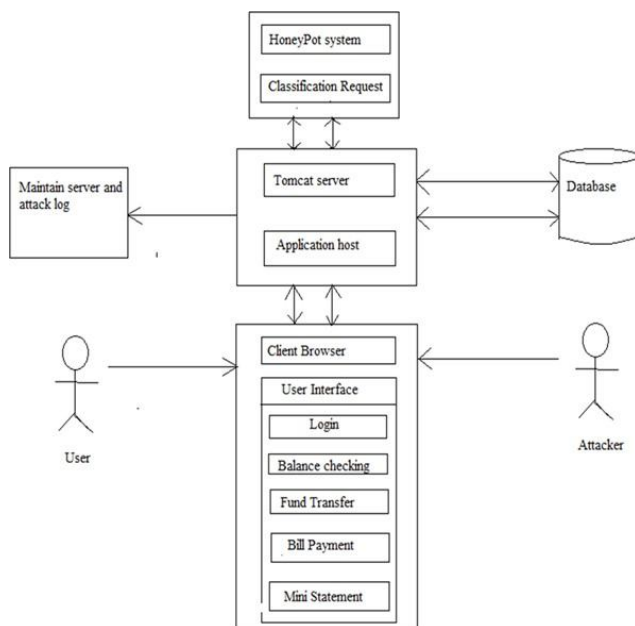 HoneyPot system
Classification Request
Tomcat server
Application host
Maintain server and
attack log
Database
Client Browser
User Interface
Login
Balance checking
Fund Transfer
Bill Payment
Mini Statement
User
Attacker